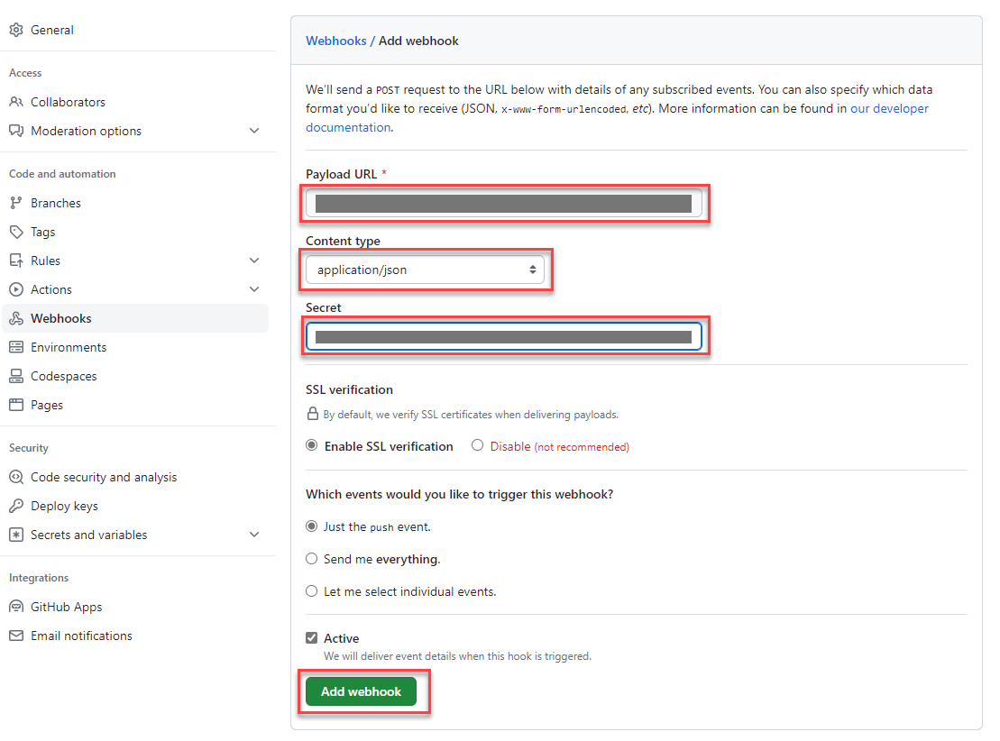 General
Access
Collaborators
Moderation options
Code and automation
Branches
Tags
Rules
Actions
Webhooks
Environments
Codespaces
Pages
Security
Code security and analysis
Deploy keys
Secrets and variables
Integrations
GitHub Apps
Email notifications
Webhooks / Add webhook
We'll send a POST request to the URL below with details of any subscribed events. You can also specify which data
format you'd like to receive (JSON, x-www-form-urlencoded, etc). More information can be found in our developer
documentation.
Payload URL *
Content type
application/json
Secret
SSL verification
By default, we verify SSL certificates when delivering payloads.
Enable SSL verification Disable (not recommended)
Which events would you like to trigger this webhook?
Just the push event.
Send me everything.
Let me select individual events.
Active
We will deliver event details when this hook is triggered.
Add webhook